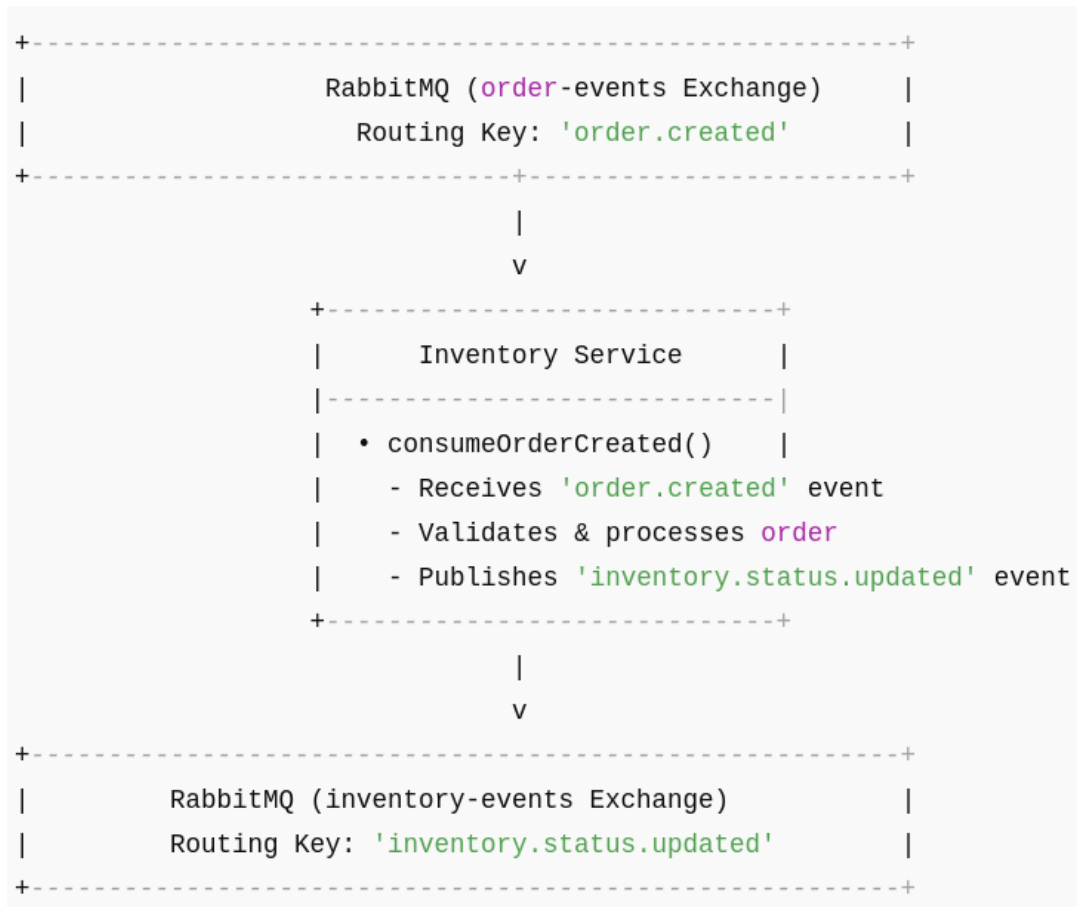 +--------------------------------------------------------+
|                   RabbitMQ (order-events Exchange)     |
|                     Routing Key: 'order.created'       |
+-------------------------------+------------------------+
                                |
                                v
                   +-----------------------------+
                   |      Inventory Service      |
                   |-----------------------------|
                   |  • consumeOrderCreated()    |
                   |    - Receives 'order.created' event
                   |    - Validates & processes order
                   |    - Publishes 'inventory.status.updated' event
                   +-----------------------------+
                                |
                                v
+--------------------------------------------------------+
|         RabbitMQ (inventory-events Exchange)           |
|         Routing Key: 'inventory.status.updated'        |
+--------------------------------------------------------+